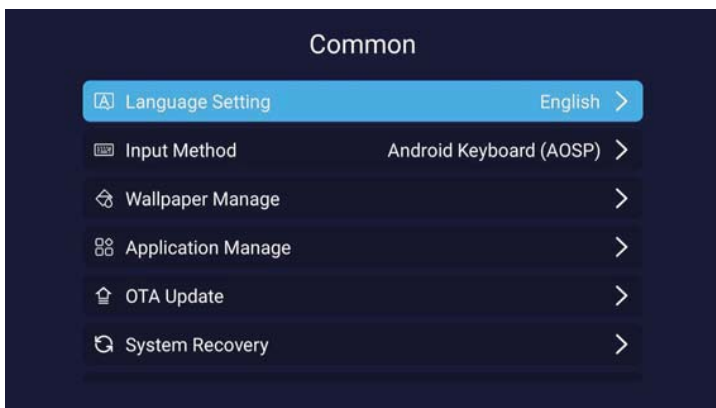 Common
Language Setting English
Input Method Android Keyboard (AOSP)
Wallpaper Manage
Application Manage
OTA Update
System Recovery